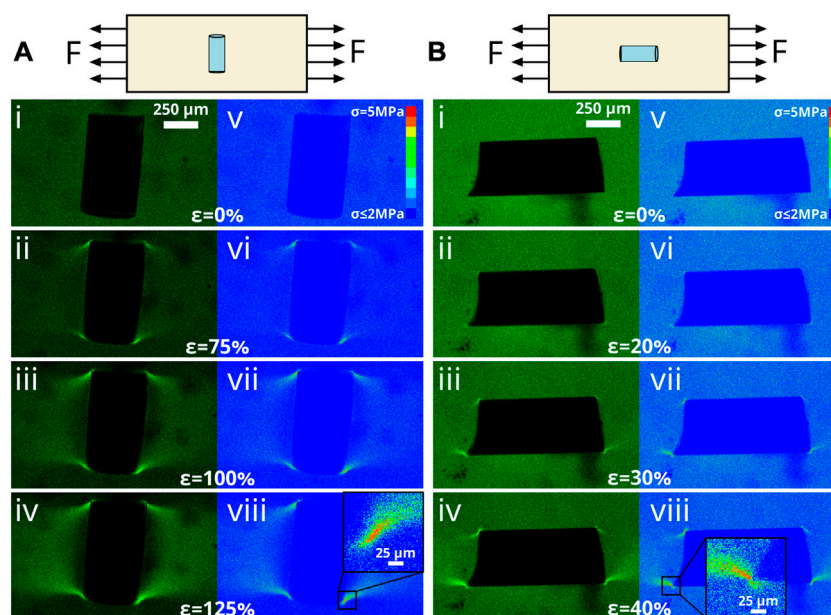 A
F
F
B
F
F
i
250 µm
v
σ=5MPa
σ≤2MPa
ε=0%
ii
vi
ε=75%
iii
vii
ε=100%
iv
viii
25 µm
ε=125%
i
250 µm
v
σ=5MPa
σ≤2MPa
ε=0%
ii
vi
ε=20%
iii
vii
ε=30%
iv
viii
25 µm
ε=40%